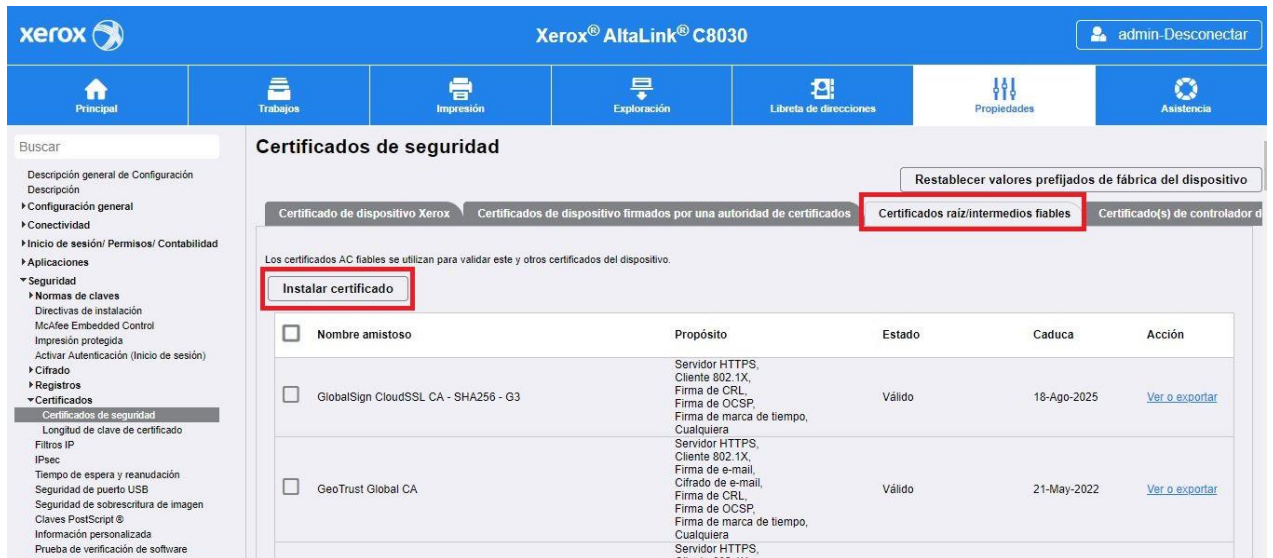 xerox
Xerox® AltaLink® C8030
admin-Desconectar
Principal
Trabajos
Impresión
Exploración
Libreta de direcciones
Propiedades
Asistencia
Buscar
Descripción general de Configuración
Descripción
Configuración general
Conectividad
Inicio de sesión/ Permisos/ Contabilidad
Aplicaciones
Seguridad
Normas de claves
Directivas de instalación
McAfee Embedded Control
Impresión protegida
Activar Autenticación (Inicio de sesión)
Cifrado
Registros
Certificados
Certificados de seguridad
Longitud de clave de certificado
Filtros IP
IPsec
Tiempo de espera y reanudación
Seguridad de puerto USB
Seguridad de sobrescritura de imagen
Claves PostScript ®
Información personalizada
Prueba de verificación de software
Certificados de seguridad
Restablecer valores prefijados de fábrica del dispositivo
Certificado de dispositivo Xerox
Certificados de dispositivo firmados por una autoridad de certificados
Certificados raíz/intermedios fiables
Certificado(s) de controlador d
Los certificados AC fiables se utilizan para validar este y otros certificados del dispositivo.
Instalar certificado
Nombre amistoso Propósito Estado Caduca Acción
GlobalSign CloudSSL CA - SHA256 - G3
Servidor HTTPS,
Cliente 802.1X,
Firma de CRL,
Firma de OCSP,
Firma de marca de tiempo,
Cualquiera
Válido
18-Ago-2025
Ver o exportar
GeoTrust Global CA
Servidor HTTPS,
Cliente 802.1X,
Firma de e-mail,
Cifrado de e-mail,
Firma de CRL,
Firma de OCSP,
Firma de marca de tiempo,
Cualquiera
Válido
21-May-2022
Ver o exportar
Servidor HTTPS,